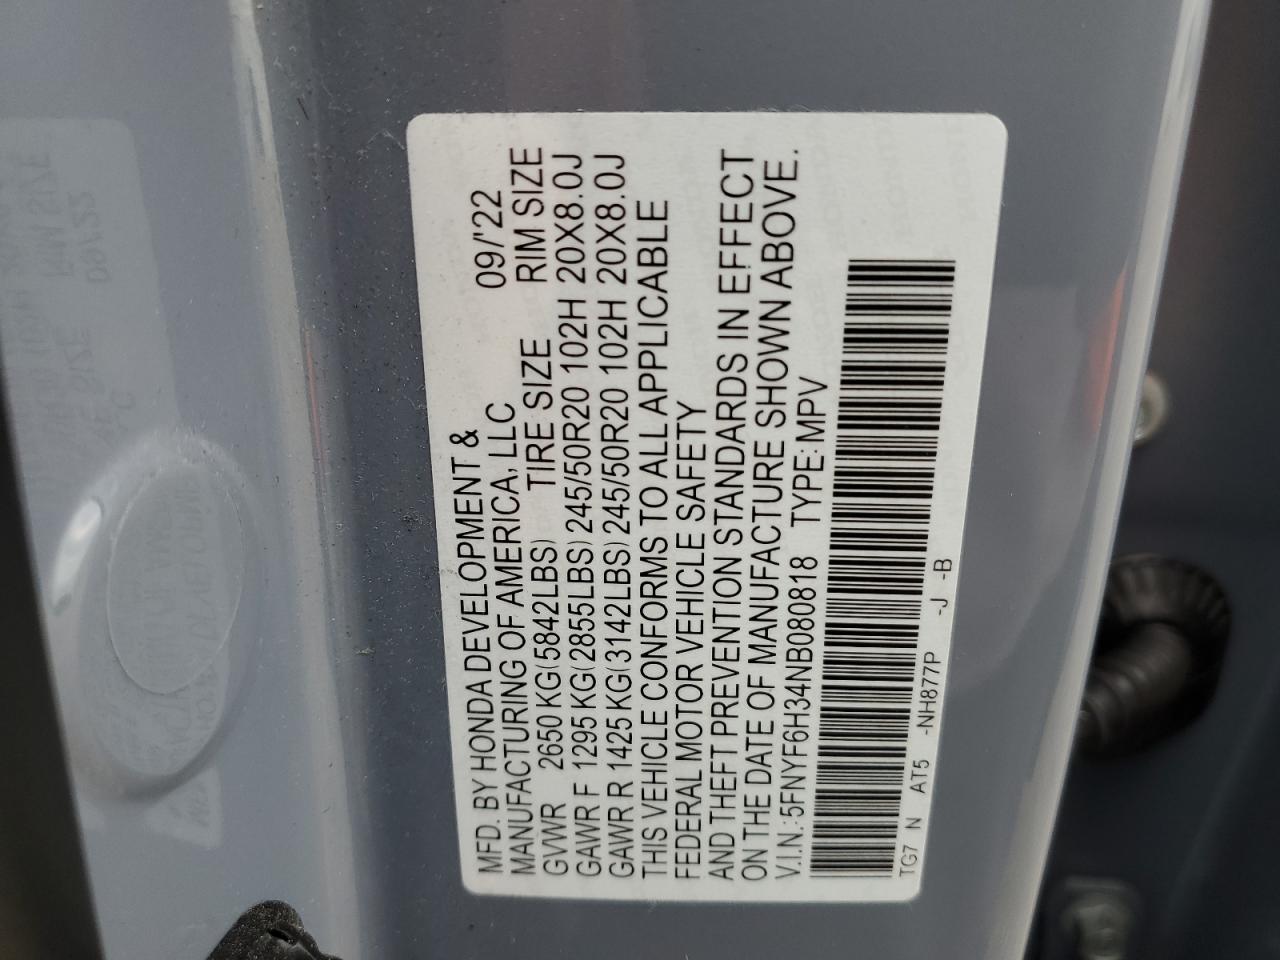 MFD. BY HONDA DEVELOPMENT &
MANUFACTURING OF AMERICA, LLC 09/'22
GVWR 2650 KG(5842LBS) TIRE SIZE RIM SIZE
GAWR F 1295 KG(2855LBS) 245/50R20 102H 20X8.0J
GAWR R 1425 KG(3142LBS) 245/50R20 102H 20X8.0J
THIS VEHICLE CONFORMS TO ALL APPLICABLE
FEDERAL MOTOR VEHICLE SAFETY
AND THEFT PREVENTION STANDARDS IN EFFECT
ON THE DATE OF MANUFACTURE SHOWN ABOVE.
V.I.N.:5FNYF6H34NB080818 TYPE:MPV
TG7 N AT5 -NH877P -J -B